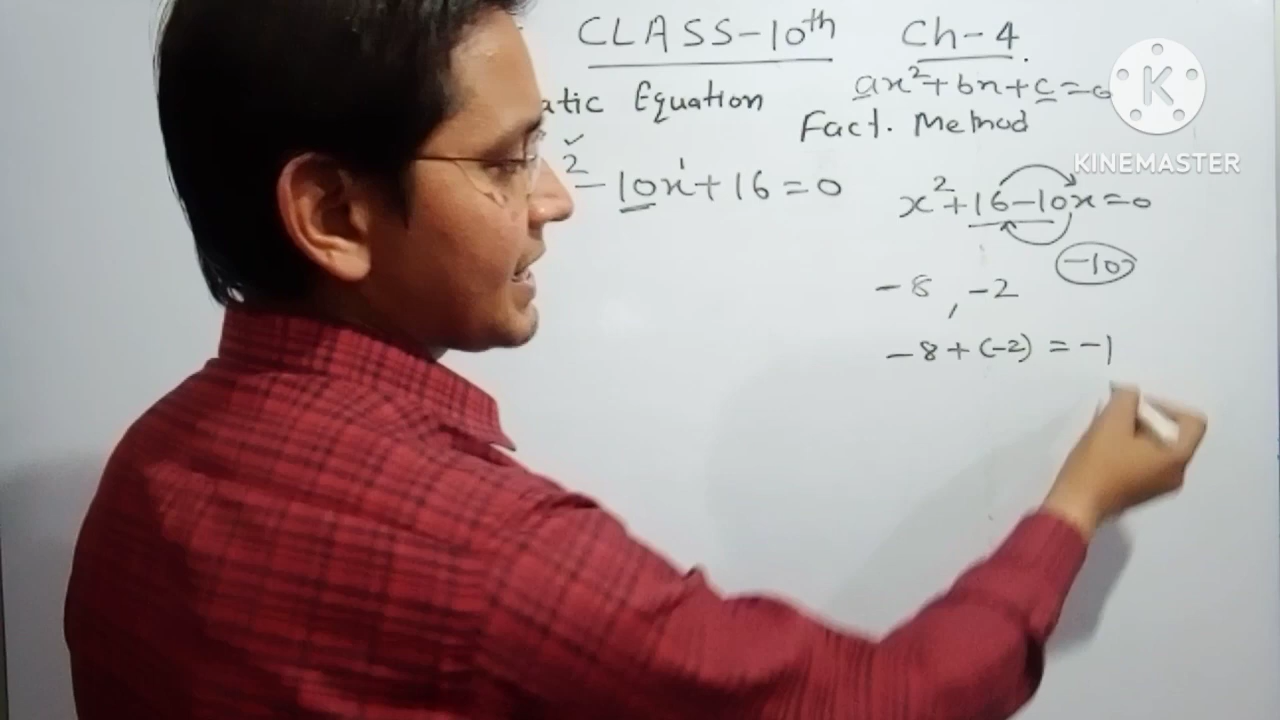 CLASS-10th Ch-4
atic Equation ax²+bx+c=0
Fact. Method
²-10x¹+16=0
x²+16-10x=0
-10
-8, -2
-8+(-2) = -1
KINEMASTER